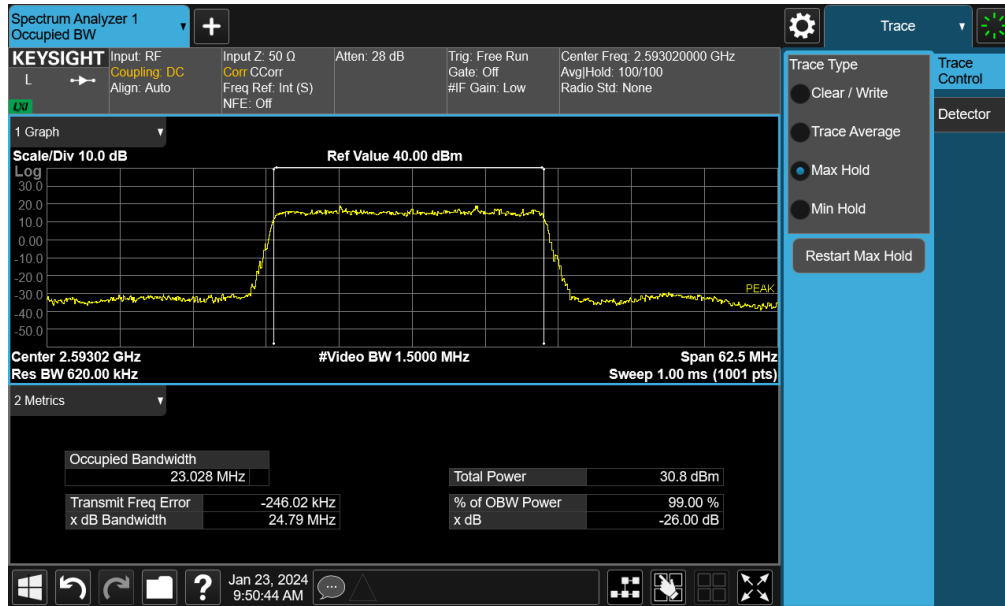 Spectrum Analyzer 1
Occupied BW
+
Trace
KEYSIGHT
L
LXI
Input: RF
Coupling: DC
Align: Auto
Input Z: 50 Ω
Corr CCorr
Freq Ref: Int (S)
NFE: Off
Atten: 28 dB
Trig: Free Run
Gate: Off
#IF Gain: Low
Center Freq: 2.593020000 GHz
Avg|Hold: 100/100
Radio Std: None
Trace Type
Clear / Write
Trace Average
Max Hold
Min Hold
Restart Max Hold
Trace
Control
Detector
1 Graph
Scale/Div 10.0 dB
Ref Value 40.00 dBm
Log
30.0
20.0
10.0
0.00
-10.0
-20.0
-30.0
-40.0
-50.0
PEAK
Center 2.59302 GHz
#Video BW 1.5000 MHz
Span 62.5 MHz
Res BW 620.00 kHz
Sweep 1.00 ms (1001 pts)
2 Metrics
Occupied Bandwidth
23.028 MHz
Total Power 30.8 dBm
Transmit Freq Error -246.02 kHz
% of OBW Power 99.00 %
x dB Bandwidth 24.79 MHz
x dB -26.00 dB
?
Jan 23, 2024
9:50:44 AM